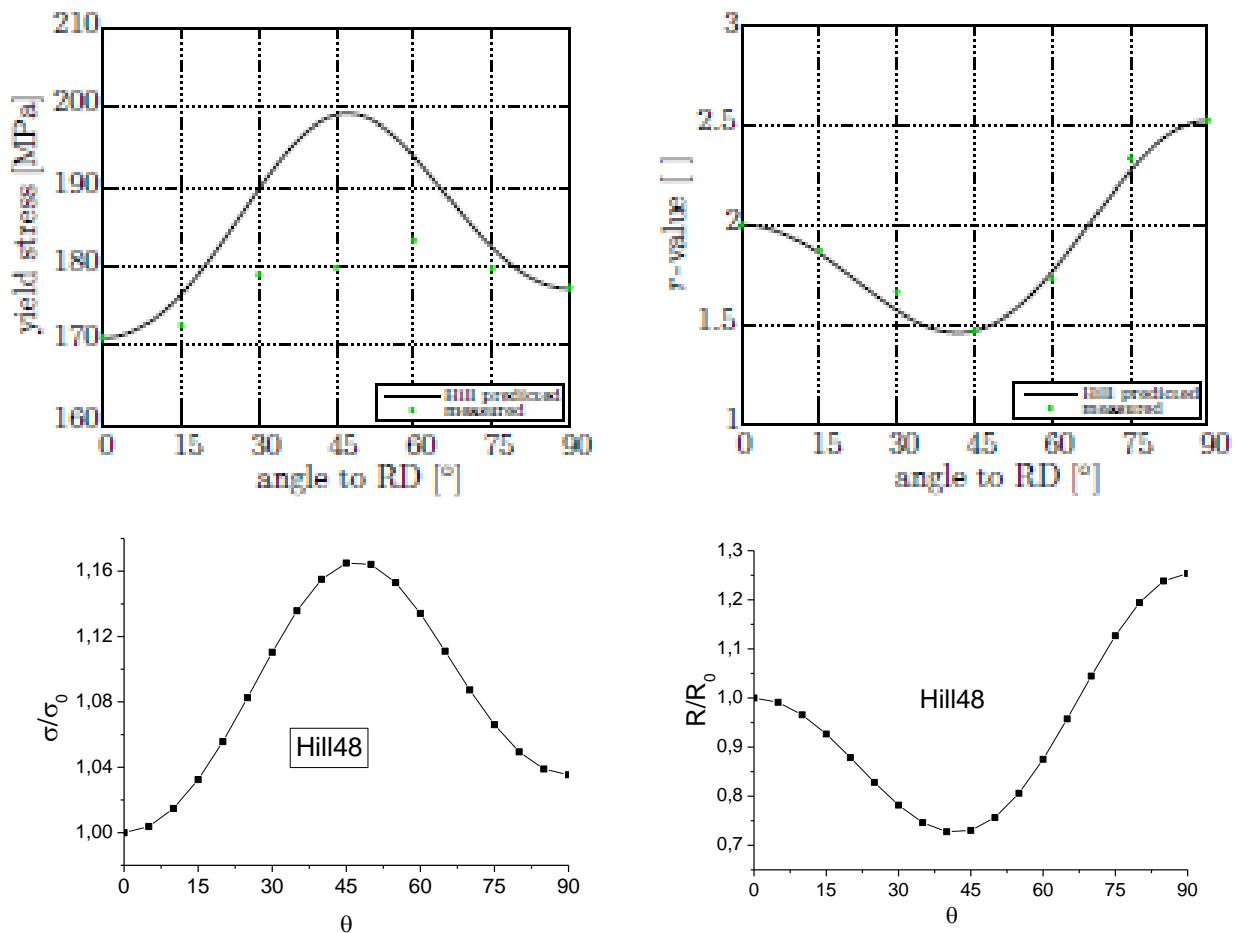 210
200
190
180
170
160
0 15 30 45 60 75 90
yield stress [MPa]
angle to RD [°]
Hill predicted
measured
3
2.5
2
1.5
1
0 15 30 45 60 75 90
r-value [ ]
angle to RD [°]
Hill predicted
measured
1,16
1,12
1,08
1,04
1,00
0 15 30 45 60 75 90
σ/σ0
θ
Hill48
1,3
1,2
1,1
1,0
0,9
0,8
0,7
0 15 30 45 60 75 90
R/R0
θ
Hill48